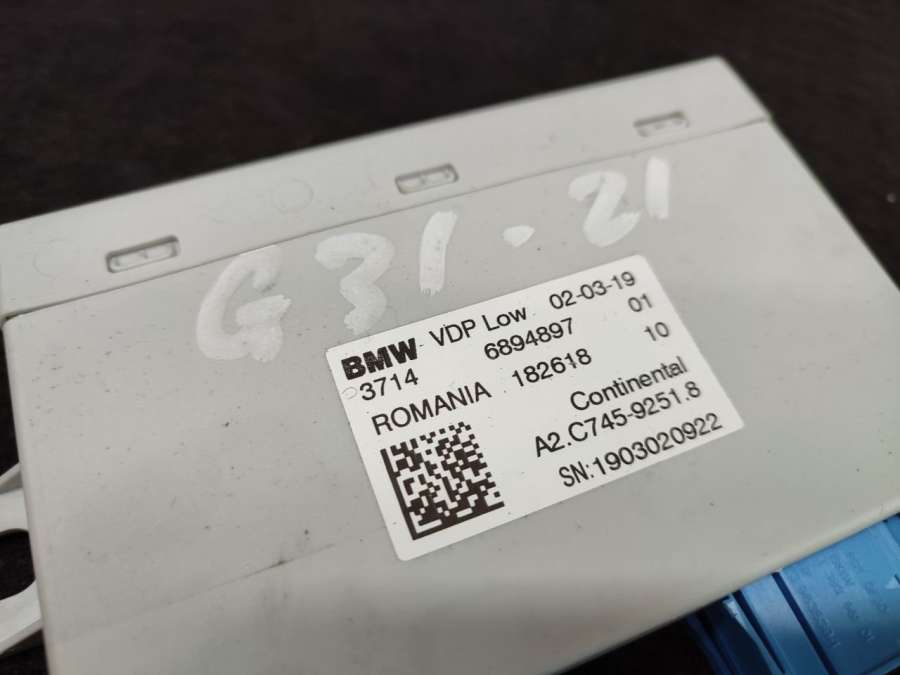 G31-21
BMW VDP Low 02-03-19
3714 6894897 01
ROMANIA 182618 10
Continental
A2.C745-9251.8
SN:1903020922